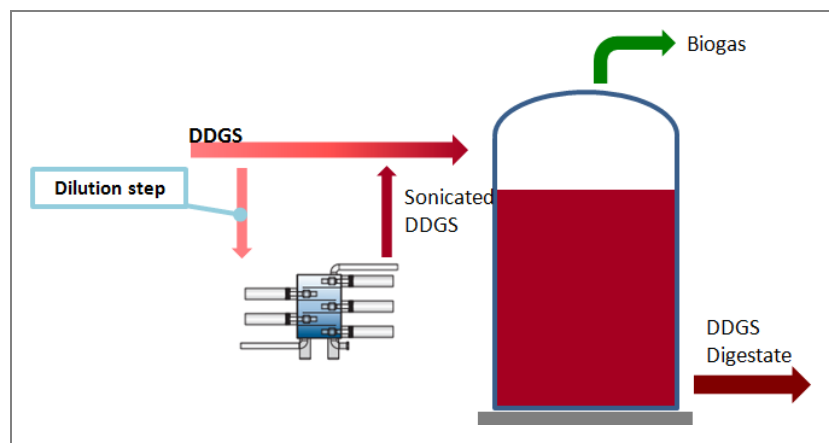 Biogas
DDGS
Dilution step
Sonicated
DDGS
DDGS
Digestate